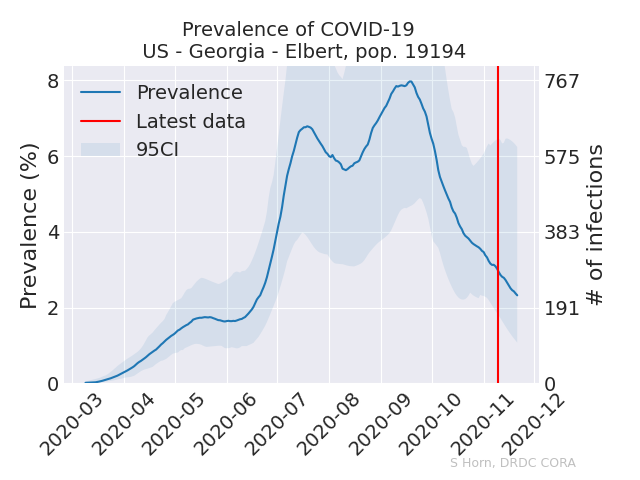 Prevalence of COVID-19
US - Georgia - Elbert, pop. 19194
Prevalence
Latest data
95CI
Prevalence (%)
8
6
4
2
0
767
575
383
191
0
# of infections
2020-03
2020-04
2020-05
2020-06
2020-07
2020-08
2020-09
2020-10
2020-11
2020-12
S Horn, DRDC CORA